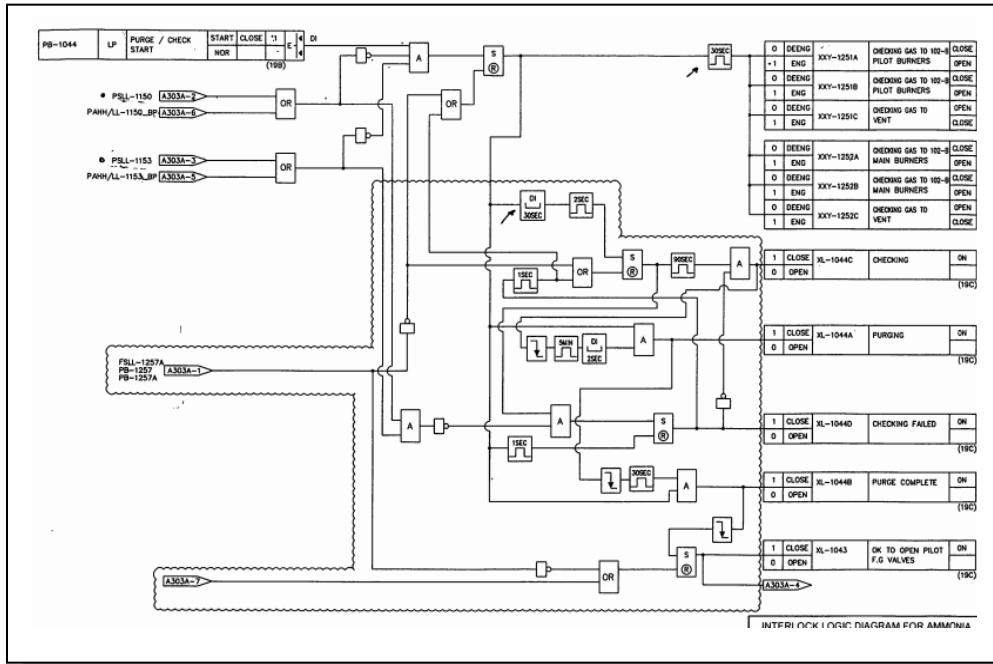 PB-1044 LP PURGE / CHECK START START CLOSE 1 E DI
NOR
(19B)
A
S
R
30SEC
PSLL-1150 A303A-2
PAHH/LL-1150_BP A303A-6
OR
OR
PSLL-1153 A303A-3
PAHH/LL-1153_BP A303A-5
OR
0 DEENG XXY-1251A CHECKING GAS TO 102-B PILOT BURNERS CLOSE
1 ENG OPEN
0 DEENG XXY-1251B CHECKING GAS TO 102-B PILOT BURNERS CLOSE
1 ENG OPEN
0 DEENG XXY-1251C CHECKING GAS TO VENT OPEN
1 ENG CLOSE
0 DEENG XXY-1252A CHECKING GAS TO 102-B MAIN BURNERS CLOSE
1 ENG OPEN
0 DEENG XXY-1252B CHECKING GAS TO 102-B MAIN BURNERS CLOSE
1 ENG OPEN
0 DEENG XXY-1252C CHECKING GAS TO VENT OPEN
1 ENG CLOSE
DI
30SEC
2SEC
S
R
1SEC
OR
90SEC
A
1 CLOSE XL-1044C CHECKING ON
0 OPEN
(19C)
5MIN
DI
2SEC
A
1 CLOSE XL-1044A PURGING ON
0 OPEN
(19C)
FSLL-1257A
PB-1257
PB-1257A
A303A-1
A
A
S
R
1SEC
1 CLOSE XL-1044D CHECKING FAILED ON
0 OPEN
(19C)
30SEC
A
1 CLOSE XL-1044B PURGE COMPLETE ON
0 OPEN
(19C)
S
R
OR
1 CLOSE XL-1043 OK TO OPEN PILOT F.G VALVES ON
0 OPEN
(19C)
A303A-7
A303A-4
INTERLOCK LOGIC DIAGRAM FOR AMMONIA